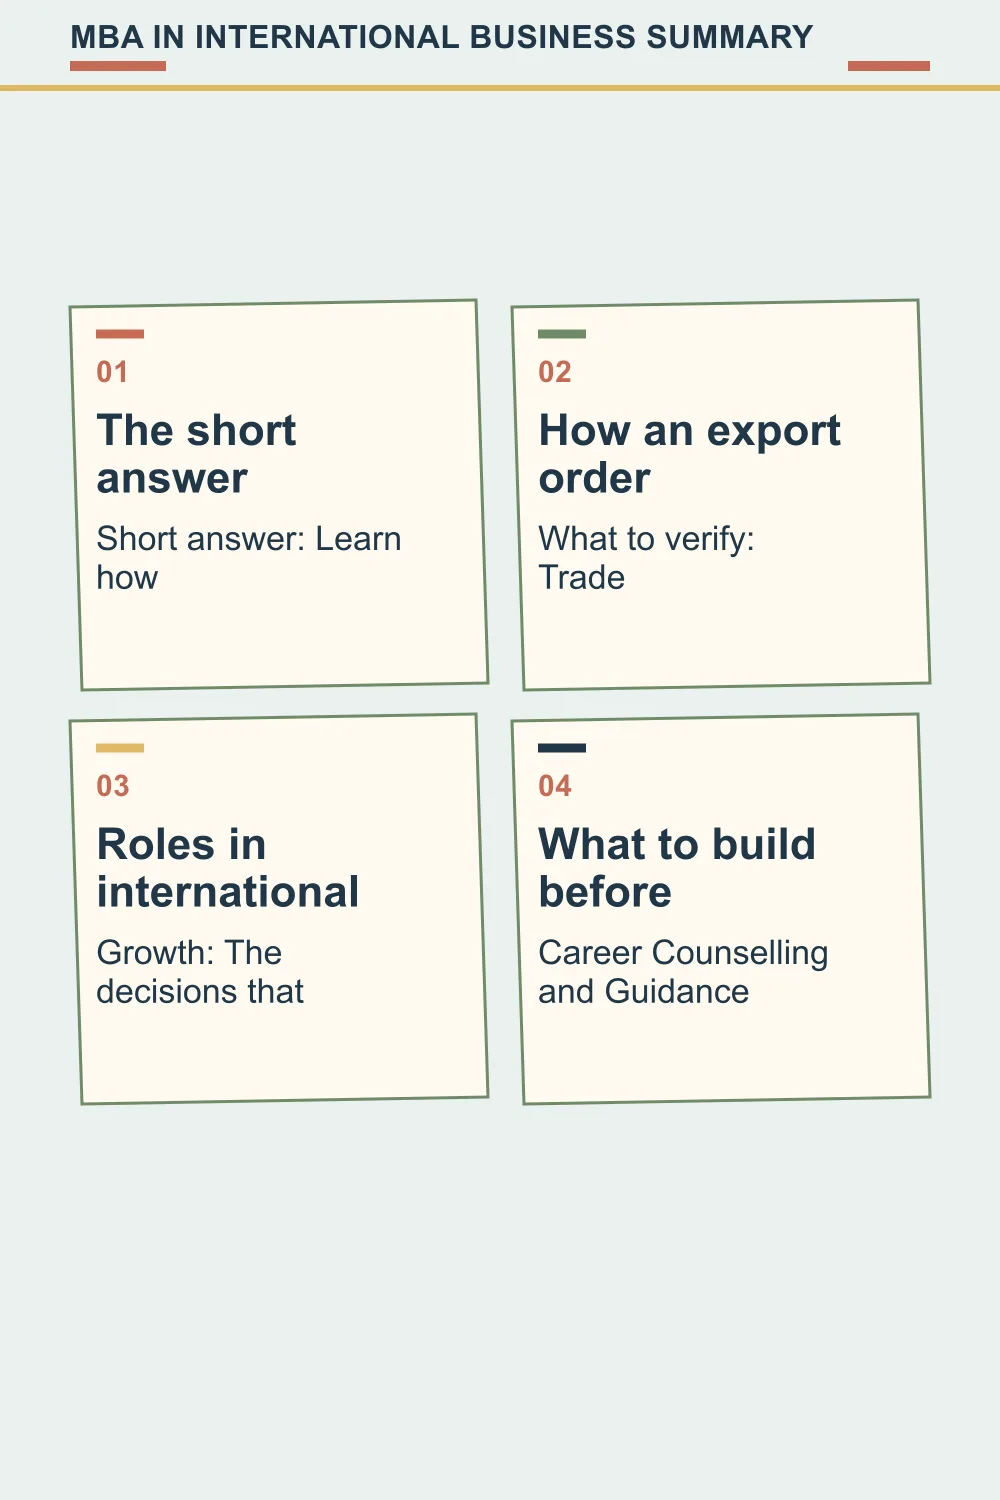 MBA IN INTERNATIONAL BUSINESS SUMMARY
01
The short
answer
Short answer: Learn
how
02
How an export
order
What to verify:
Trade
03
Roles in
international
Growth: The
decisions that
04
What to build
before
Career Counselling
and Guidance